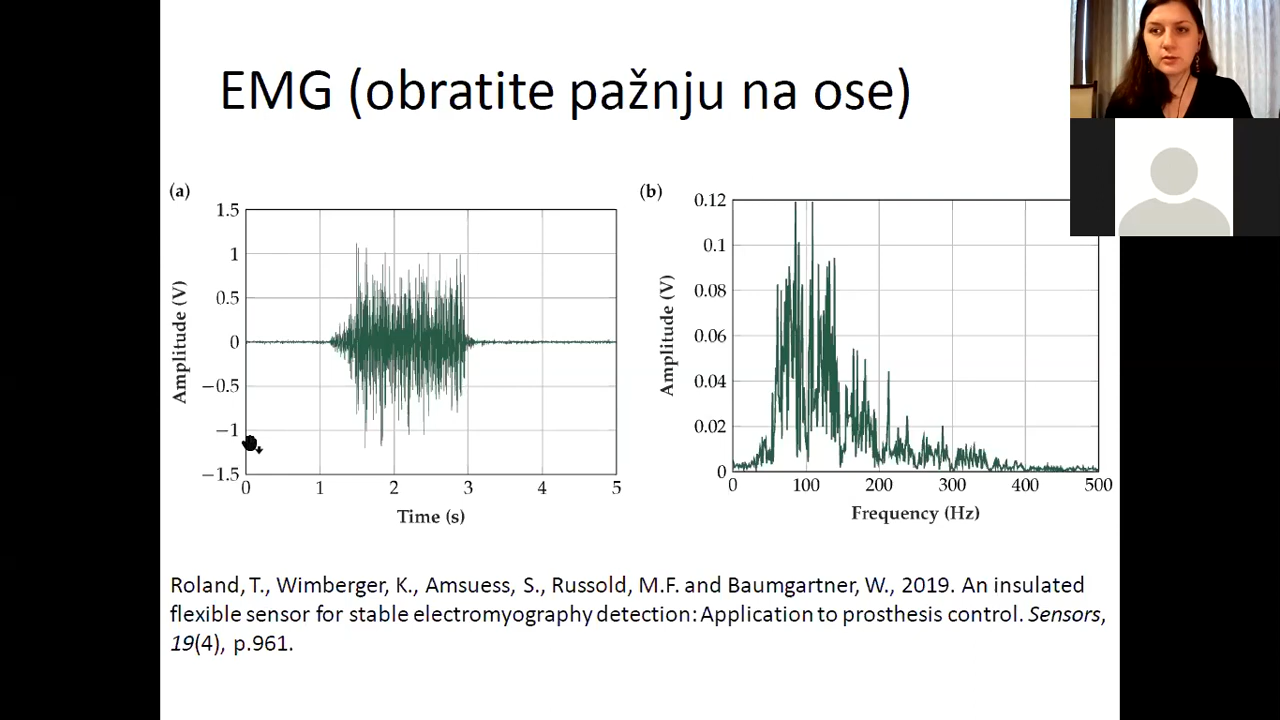 EMG (obratite pažnju na ose)
(a)
1.5
1
0.5
0
−0.5
−1
−1.5
Amplitude (V)
0 1 2 3 4 5
Time (s)
(b)
0.12
0.1
0.08
0.06
0.04
0.02
0
Amplitude (V)
0 100 200 300 400 500
Frequency (Hz)
Roland, T., Wimberger, K., Amsuess, S., Russold, M.F. and Baumgartner, W., 2019. An insulated
flexible sensor for stable electromyography detection: Application to prosthesis control. Sensors,
19(4), p.961.